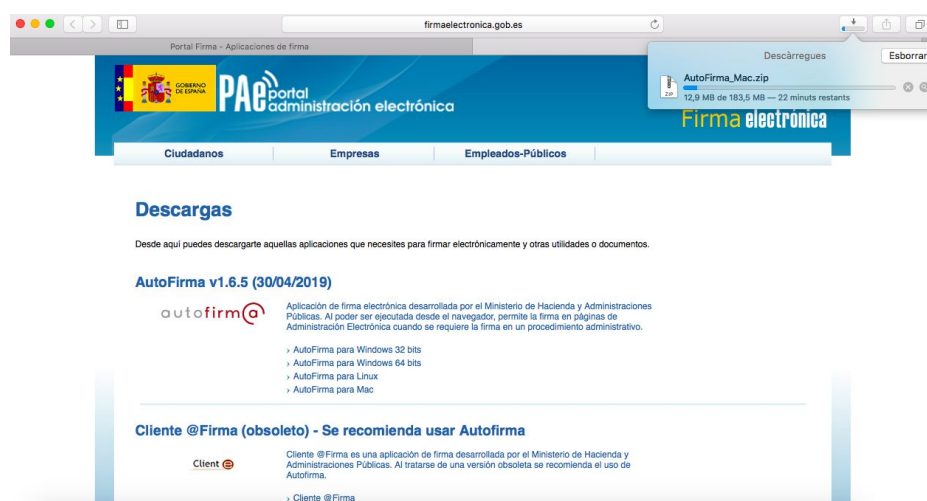 firmaelectronica.gob.es
Portal Firma - Aplicaciones de firma
Descàrregues
Esborrar
AutoFirma_Mac.zip
12,9 MB de 183,5 MB — 22 minuts restants
ZIP
GOBIERNO
DE ESPAÑA
PAe
portal
administración electrónica
Firma electrónica
Ciudadanos
Empresas
Empleados-Públicos
Descargas
Desde aquí puedes descargarte aquellas aplicaciones que necesites para firmar electrónicamente y otras utilidades o documentos.
AutoFirma v1.6.5 (30/04/2019)
autofirm@
Aplicación de firma electrónica desarrollada por el Ministerio de Hacienda y Administraciones
Públicas. Al poder ser ejecutada desde el navegador, permite la firma en páginas de
Administración Electrónica cuando se requiere la firma en un procedimiento administrativo.
› AutoFirma para Windows 32 bits
› AutoFirma para Windows 64 bits
› AutoFirma para Linux
› AutoFirma para Mac
Cliente @Firma (obsoleto) - Se recomienda usar Autofirma
Client e
Cliente @Firma es una aplicación de firma desarrollada por el Ministerio de Hacienda y
Administraciones Públicas. Al tratarse de una versión obsoleta se recomienda el uso de
Autofirma.
› Cliente @Firma